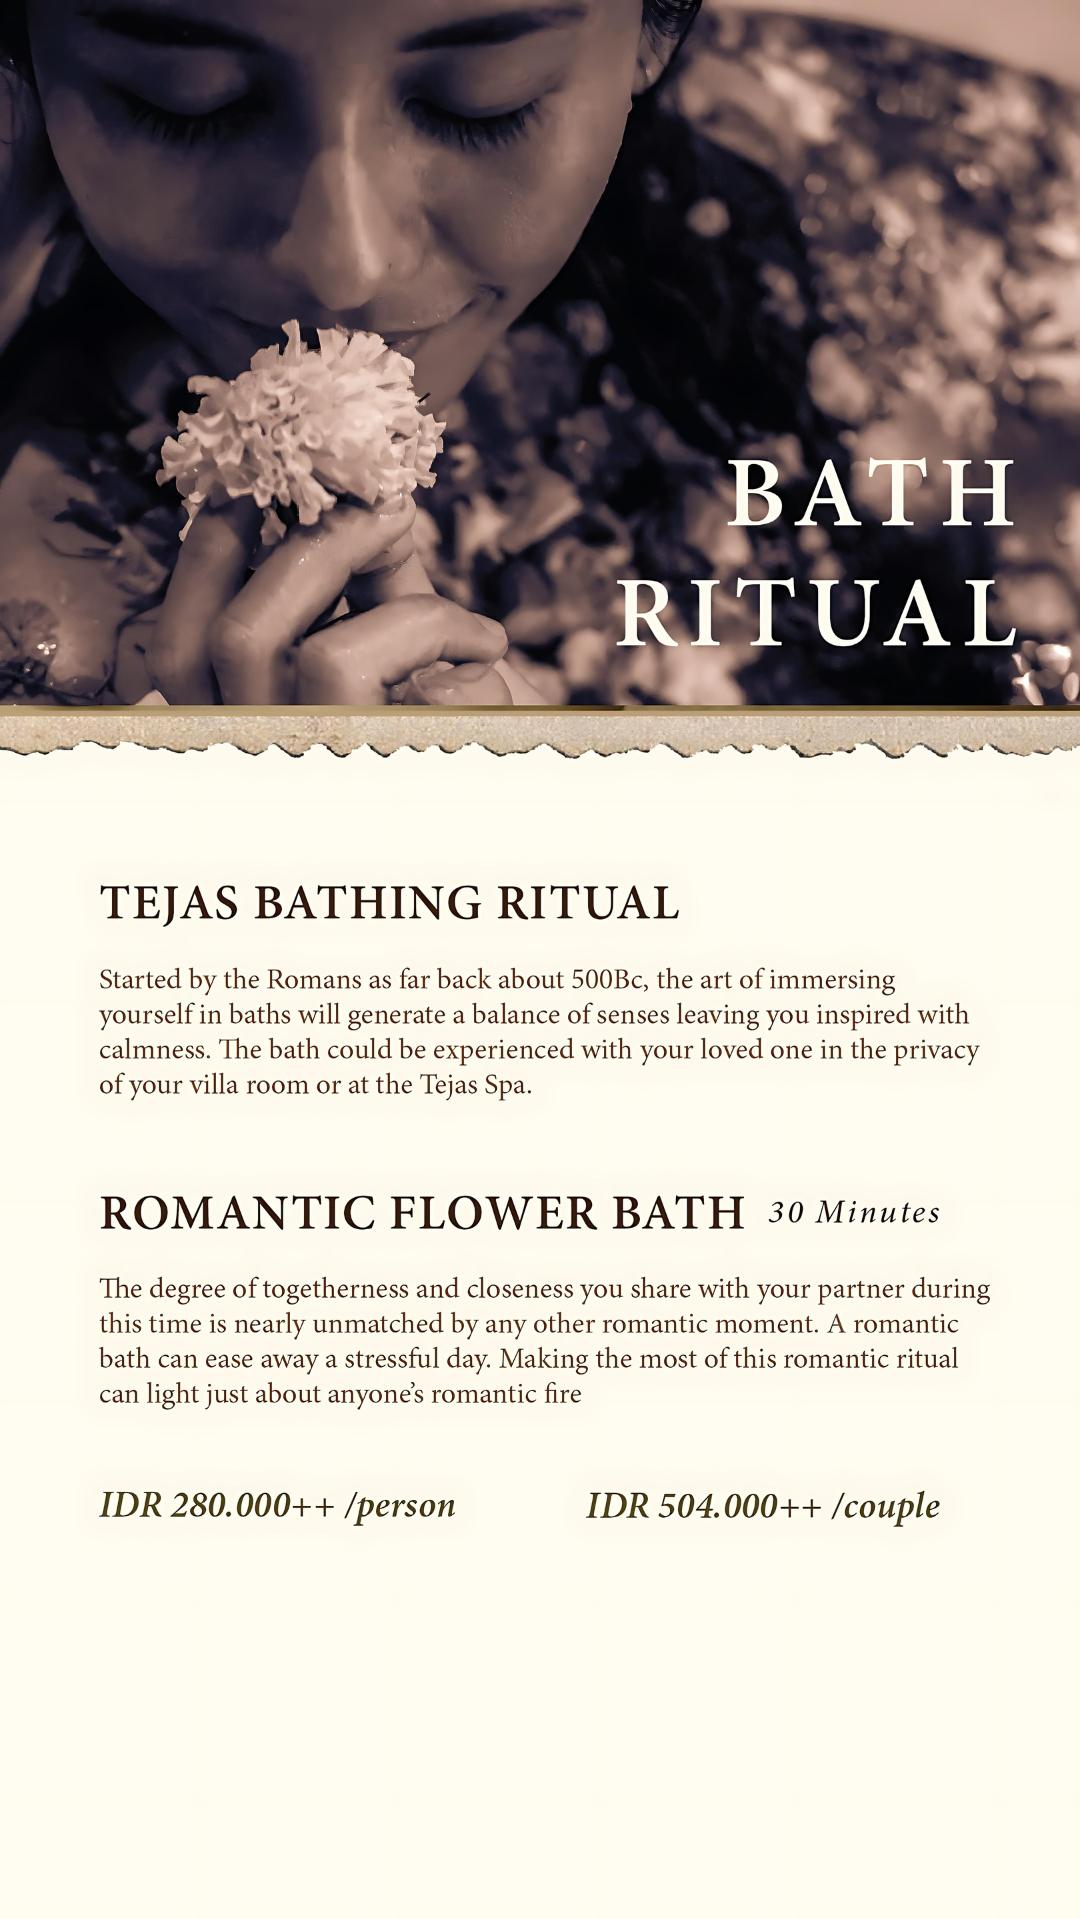 BATH
RITUAL
TEJAS BATHING RITUAL
Started by the Romans as far back about 500Bc, the art of immersing
yourself in baths will generate a balance of senses leaving you inspired with
calmness. The bath could be experienced with your loved one in the privacy
of your villa room or at the Tejas Spa.
ROMANTIC FLOWER BATH 30 Minutes
The degree of togetherness and closeness you share with your partner during
this time is nearly unmatched by any other romantic moment. A romantic
bath can ease away a stressful day. Making the most of this romantic ritual
can light just about anyone’s romantic fire
IDR 280.000++ /person IDR 504.000++ /couple